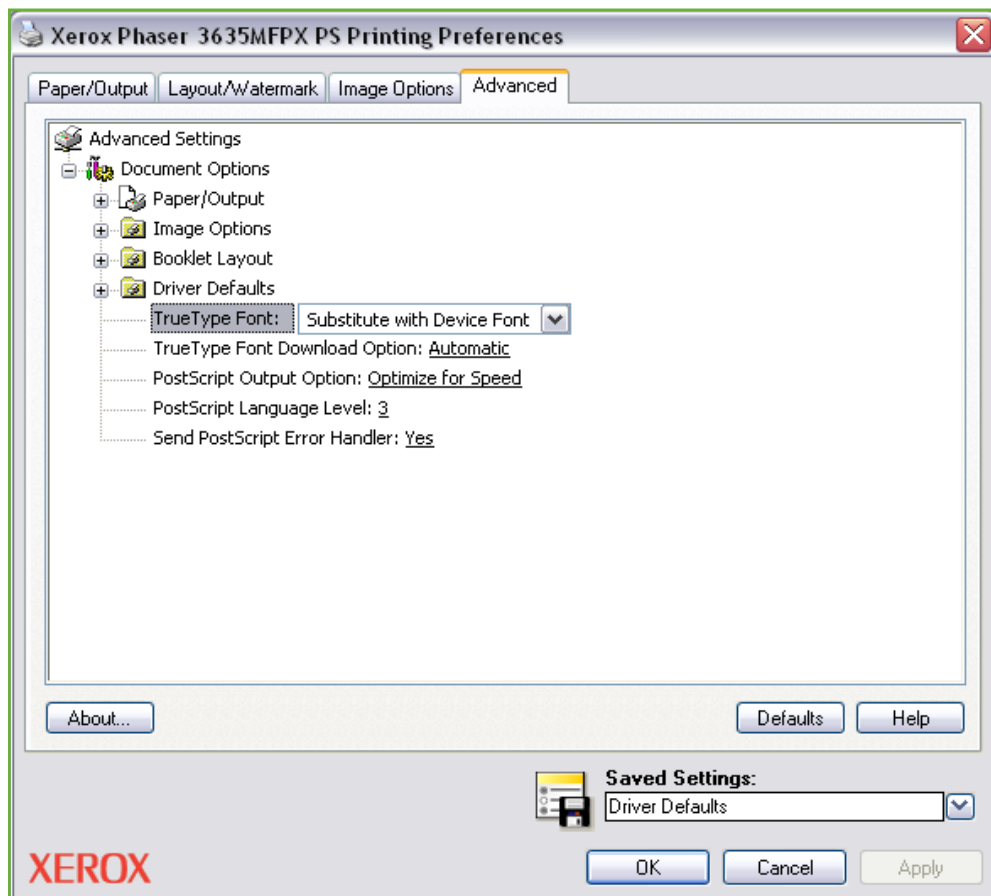 Xerox Phaser 3635MFPX PS Printing Preferences
Paper/Output Layout/Watermark Image Options Advanced
Advanced Settings
Document Options
Paper/Output
Image Options
Booklet Layout
Driver Defaults
TrueType Font: Substitute with Device Font
TrueType Font Download Option: Automatic
PostScript Output Option: Optimize for Speed
PostScript Language Level: 3
Send PostScript Error Handler: Yes
About... Defaults Help
Saved Settings:
Driver Defaults
XEROX OK Cancel Apply